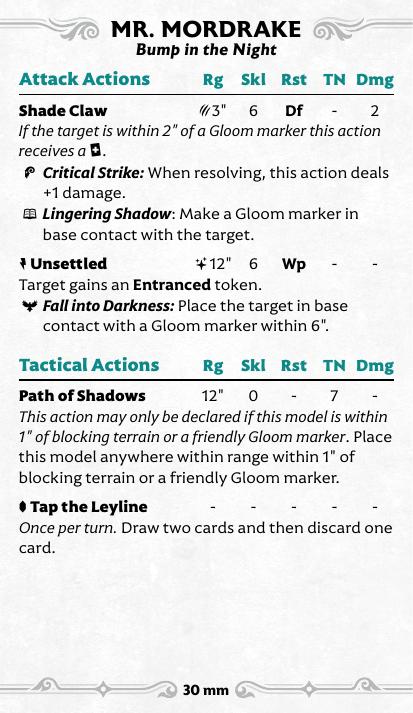 MR. MORDRAKE
Bump in the Night
Attack Actions Rg Skl Rst TN Dmg
Shade Claw 3" 6 Df - 2
If the target is within 2" of a Gloom marker this action
receives a .
Critical Strike: When resolving, this action deals
+1 damage.
Lingering Shadow: Make a Gloom marker in
base contact with the target.
Unsettled 12" 6 Wp - -
Target gains an Entranced token.
Fall into Darkness: Place the target in base
contact with a Gloom marker within 6".
Tactical Actions Rg Skl Rst TN Dmg
Path of Shadows 12" 0 - 7 -
This action may only be declared if this model is within
1" of blocking terrain or a friendly Gloom marker. Place
this model anywhere within range within 1" of
blocking terrain or a friendly Gloom marker.
Tap the Leyline - - - - -
Once per turn. Draw two cards and then discard one
card.
30 mm